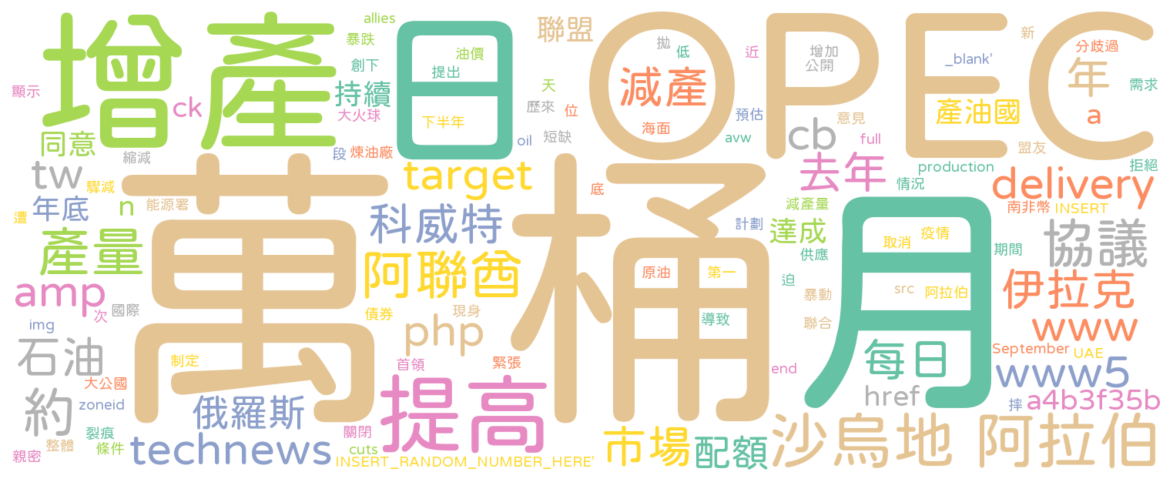 增產
日
OPEC
萬桶
月
減產
allies
暴跌
油價
提出
創下
持續
大火球
下半年
聯盟
拋
低
近
海面
天
歷來
位
短缺
oil
增加
公開
預估
avw
意見
full
cb
_blank'
新
分歧過
年
需求
a
產油國
盟友
拒絕
production
去年
情況
delivery
南非幣
INSERT
顯示
ck
同意
縮減
tw
驟減
n
能源署
遭
年底
產量
段
煉油廠
target
科威特
阿聯酋
底
計劃
減產量
達成
供應
原油
第一
取消
疫情
期間
協議
迫
src
阿拉伯
伊拉克
amp
次
國際
img
石油
制定
債券
現身
php
導致
暴動
聯合
www
每日
September
UAE
首領
緊張
end
www5
href
摔
a4b3f35b
大公國
zoneid
約
俄羅斯
提高
裂痕
條件
整體
親密
technews
關閉
cuts
INSERT_RANDOM_NUMBER_HERE'
市場
配額
沙烏地 阿拉伯